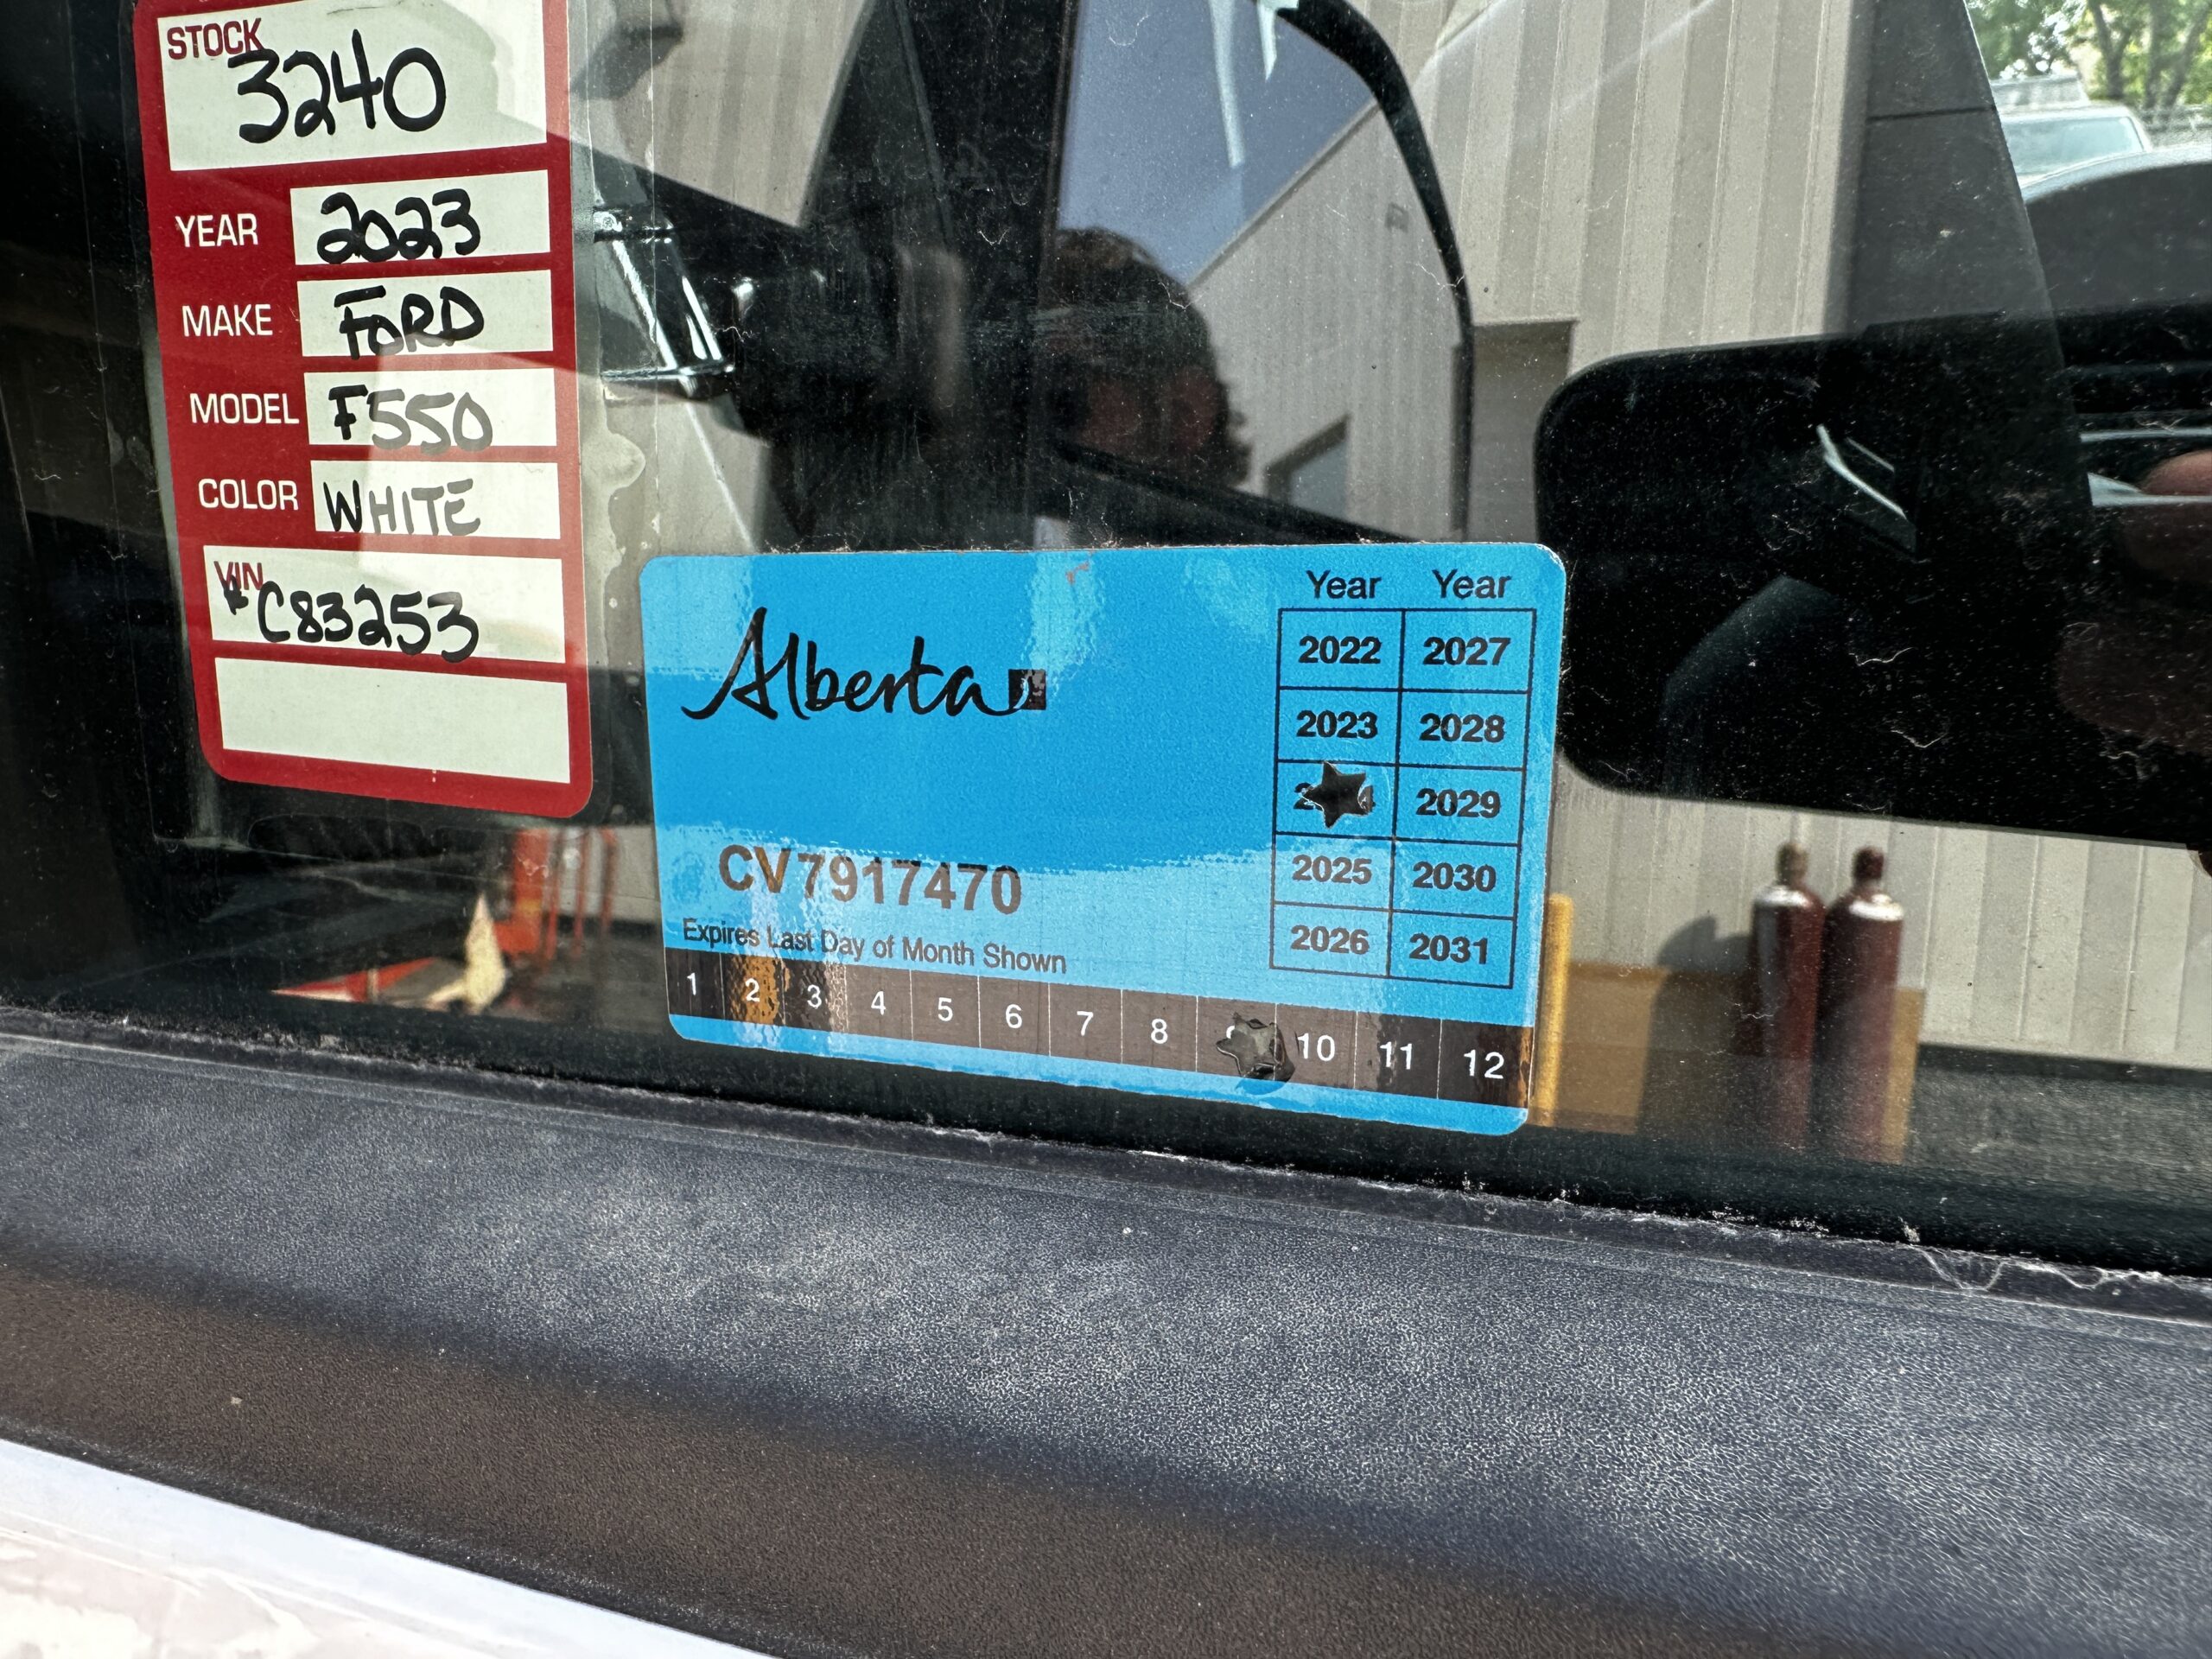 STOCK
3240
YEAR 2023
MAKE FORD
MODEL F550
COLOR WHITE
VIN
*C83253
Alberta
CV7917470
Expires Last Day of Month Shown
Year Year
2022 2027
2023 2028
2029
2025 2030
2026 2031
1 2 3 4 5 6 7 8 10 11 12